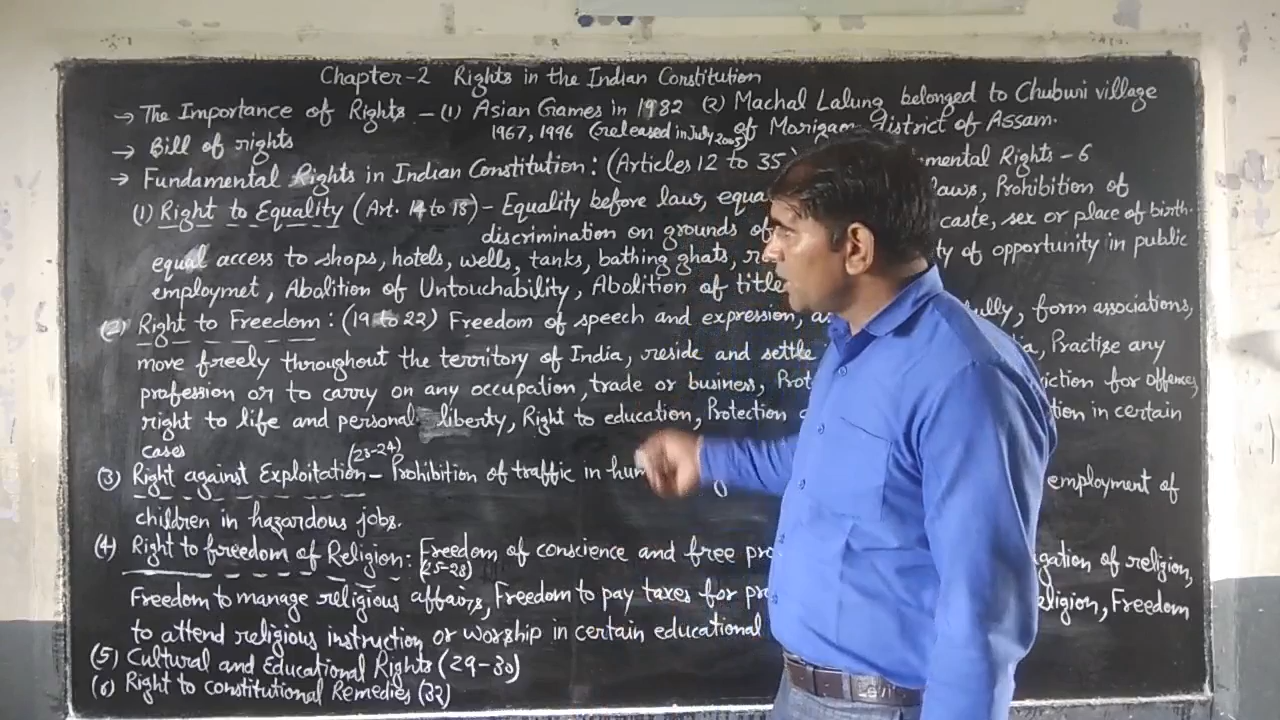 Chapter-2 Rights in the Indian Constitution
→ The Importance of Rights - (1) Asian Games in 1982 (2) Machal Lalung belonged to Chuburi village
1967, 1996 (released in July 2005) of Morigam district of Assam.
→ Bill of rights
→ Fundamental Rights in Indian Constitution: (Articles 12 to 35) mental Rights - 6
(1) Right to Equality (Art. 14 to 18) - Equality before law, equa laws, Prohibition of
discrimination on grounds of caste, sex or place of birth.
equal access to shops, hotels, wells, tanks, bathing ghats, ty of opportunity in public
employmet, Abolition of Untouchability, Abolition of title
(2) Right to Freedom: (19 to 22) Freedom of speech and expression, a ully, form associations,
move freely throughout the territory of India, reside and settle ia, Practise any
profession or to carry on any occupation, trade or business, Prot iction for offences,
right to life and personal liberty, Right to education, Protection tion in certain
cases
(23-24)
(3) Right against Exploitation - Prohibition of traffic in hum employment of
children in hazardous jobs.
(4) Right to freedom of Religion: Freedom of conscience and free pro gation of religion,
(25-28)
Freedom to manage religious affairs, Freedom to pay taxes for pr eligion, Freedom
to attend religious instruction or worship in certain educational
(5) Cultural and Educational Rights (29-30)
(6) Right to constitutional Remedies (32)